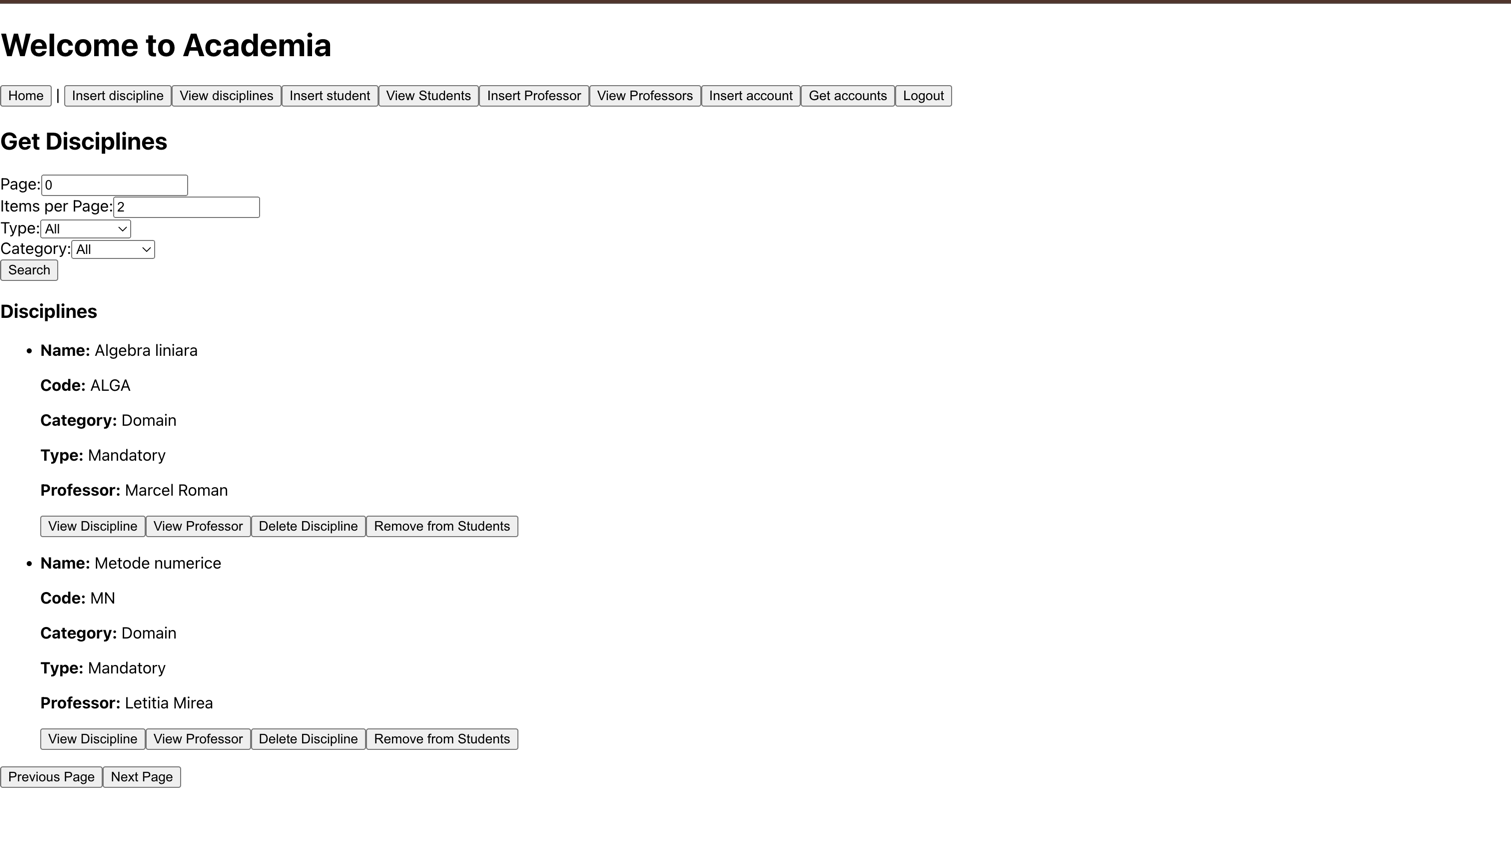 Welcome to Academia
Home | Insert discipline View disciplines Insert student View Students Insert Professor View Professors Insert account Get accounts Logout
Get Disciplines
Page: 0
Items per Page: 2
Type: All
Category: All
Search
Disciplines
• Name: Algebra liniara
Code: ALGA
Category: Domain
Type: Mandatory
Professor: Marcel Roman
View Discipline View Professor Delete Discipline Remove from Students
• Name: Metode numerice
Code: MN
Category: Domain
Type: Mandatory
Professor: Letitia Mirea
View Discipline View Professor Delete Discipline Remove from Students
Previous Page Next Page